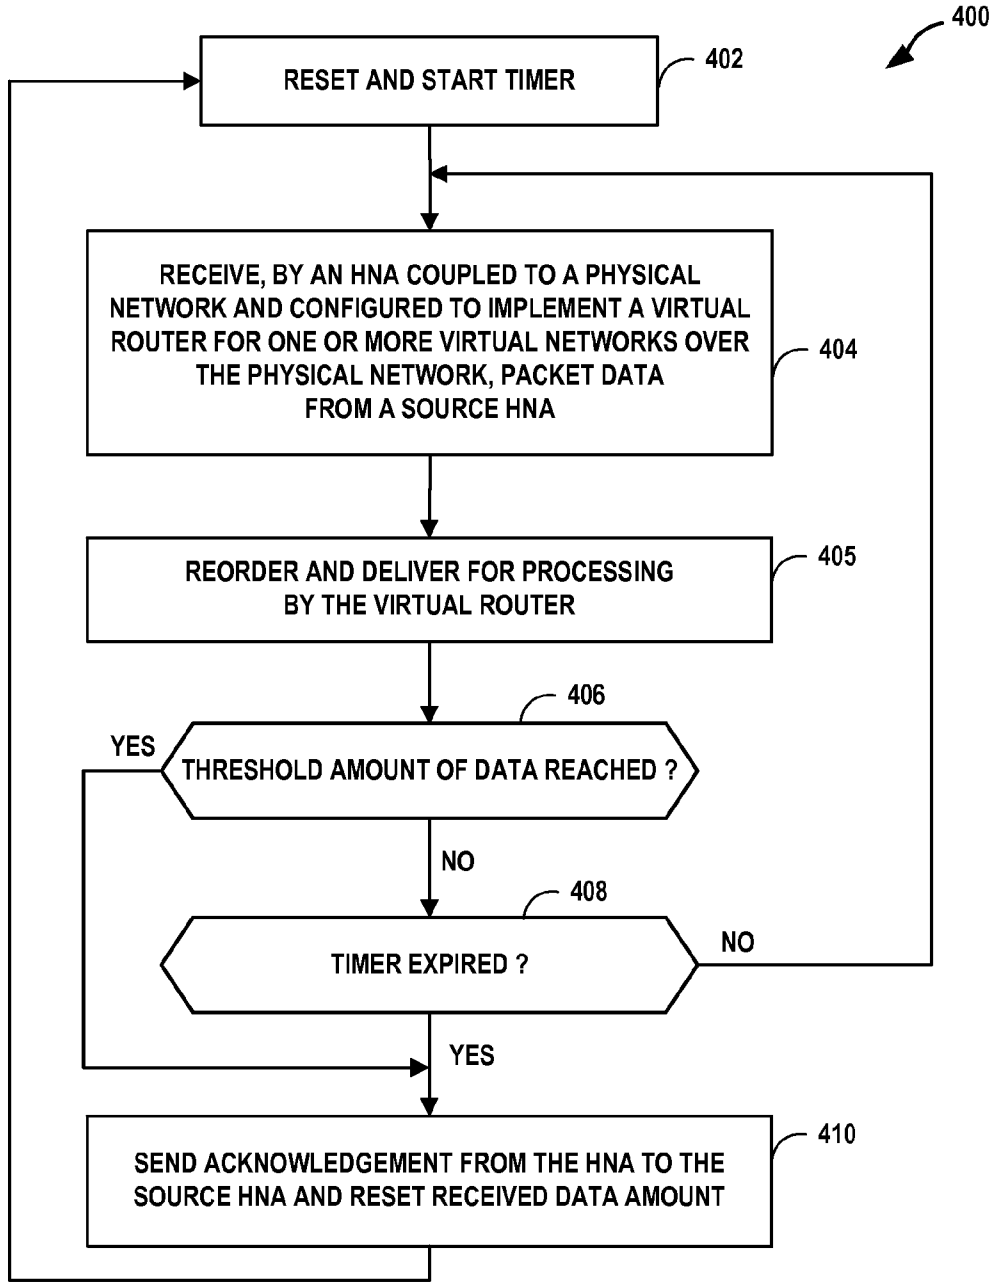 400
RESET AND START TIMER
402
RECEIVE, BY AN HNA COUPLED TO A PHYSICAL
NETWORK AND CONFIGURED TO IMPLEMENT A VIRTUAL
ROUTER FOR ONE OR MORE VIRTUAL NETWORKS OVER
THE PHYSICAL NETWORK, PACKET DATA
FROM A SOURCE HNA
404
REORDER AND DELIVER FOR PROCESSING
BY THE VIRTUAL ROUTER
405
406
YES
THRESHOLD AMOUNT OF DATA REACHED ?
NO
408
TIMER EXPIRED ?
NO
YES
410
SEND ACKNOWLEDGEMENT FROM THE HNA TO THE
SOURCE HNA AND RESET RECEIVED DATA AMOUNT